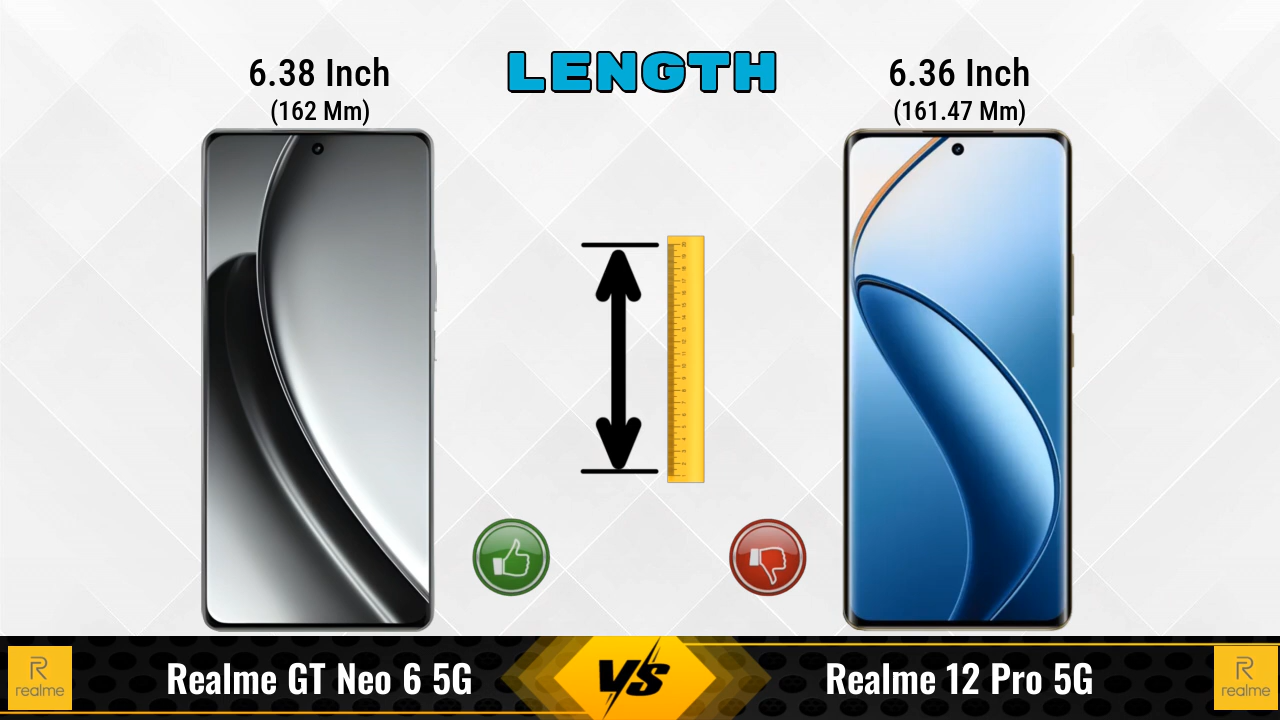 LENGTH
6.38 Inch
(162 Mm)
6.36 Inch
(161.47 Mm)
realme
Realme GT Neo 6 5G
VS
Realme 12 Pro 5G
realme